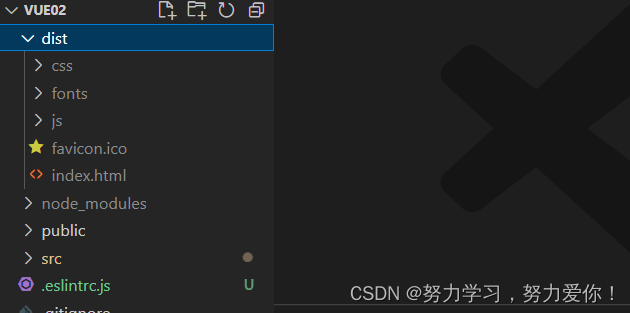 VUE02
dist
css
fonts
js
favicon.ico
index.html
node_modules
public
src
.eslintrc.js U
.gitignore
CSDN @努力学习，努力爱你！